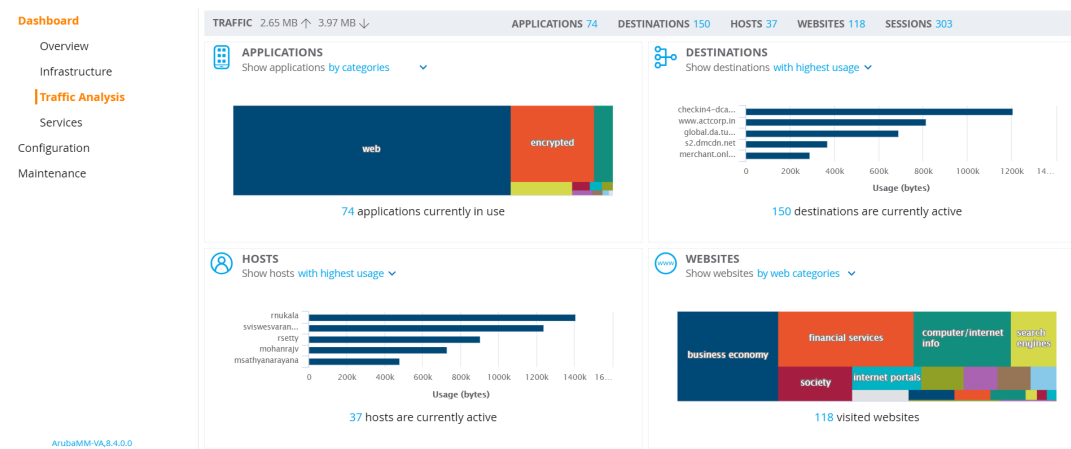 Dashboard
Overview
Infrastructure
Traffic Analysis
Services
Configuration
Maintenance
ArubaMM-VA,8.4.0.0
TRAFFIC 2.65 MB ↑ 3.97 MB ↓ APPLICATIONS 74 DESTINATIONS 150 HOSTS 37 WEBSITES 118 SESSIONS 303
APPLICATIONS
Show applications by categories
web
encrypted
74 applications currently in use
DESTINATIONS
Show destinations with highest usage
checkin4-dca...
www.actcorp.in
global.da.tu...
s2.dmcdn.net
merchant.onl...
0 200k 400k 600k 800k 1000k 1200k 14...
Usage (bytes)
150 destinations are currently active
HOSTS
Show hosts with highest usage
rnukala
sviswesvaran...
rsetty
mohanrajv
msathyanarayana
0 200k 400k 600k 800k 1000k 1200k 1400k 16...
Usage (bytes)
37 hosts are currently active
www
WEBSITES
Show websites by web categories
business economy
financial services
computer/internet
info
search
engines
society
internet portals
118 visited websites